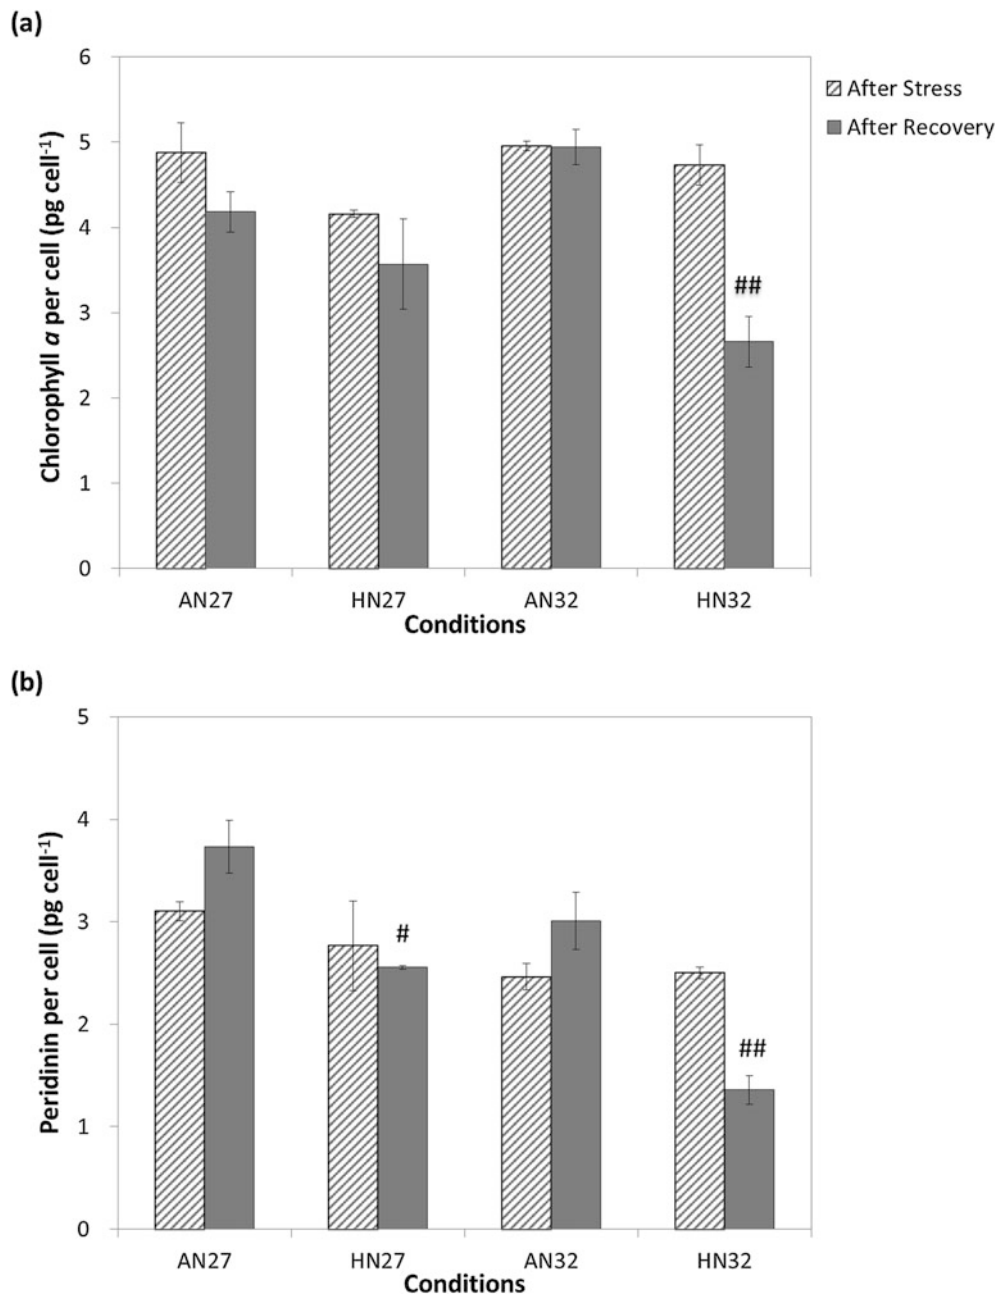 (a)
6
5
4
3
2
1
0
Chlorophyll a per cell (pg cell-1)
After Stress
After Recovery
##
AN27 HN27 AN32 HN32
Conditions
(b)
5
4
3
2
1
0
Peridinin per cell (pg cell-1)
#
##
AN27 HN27 AN32 HN32
Conditions